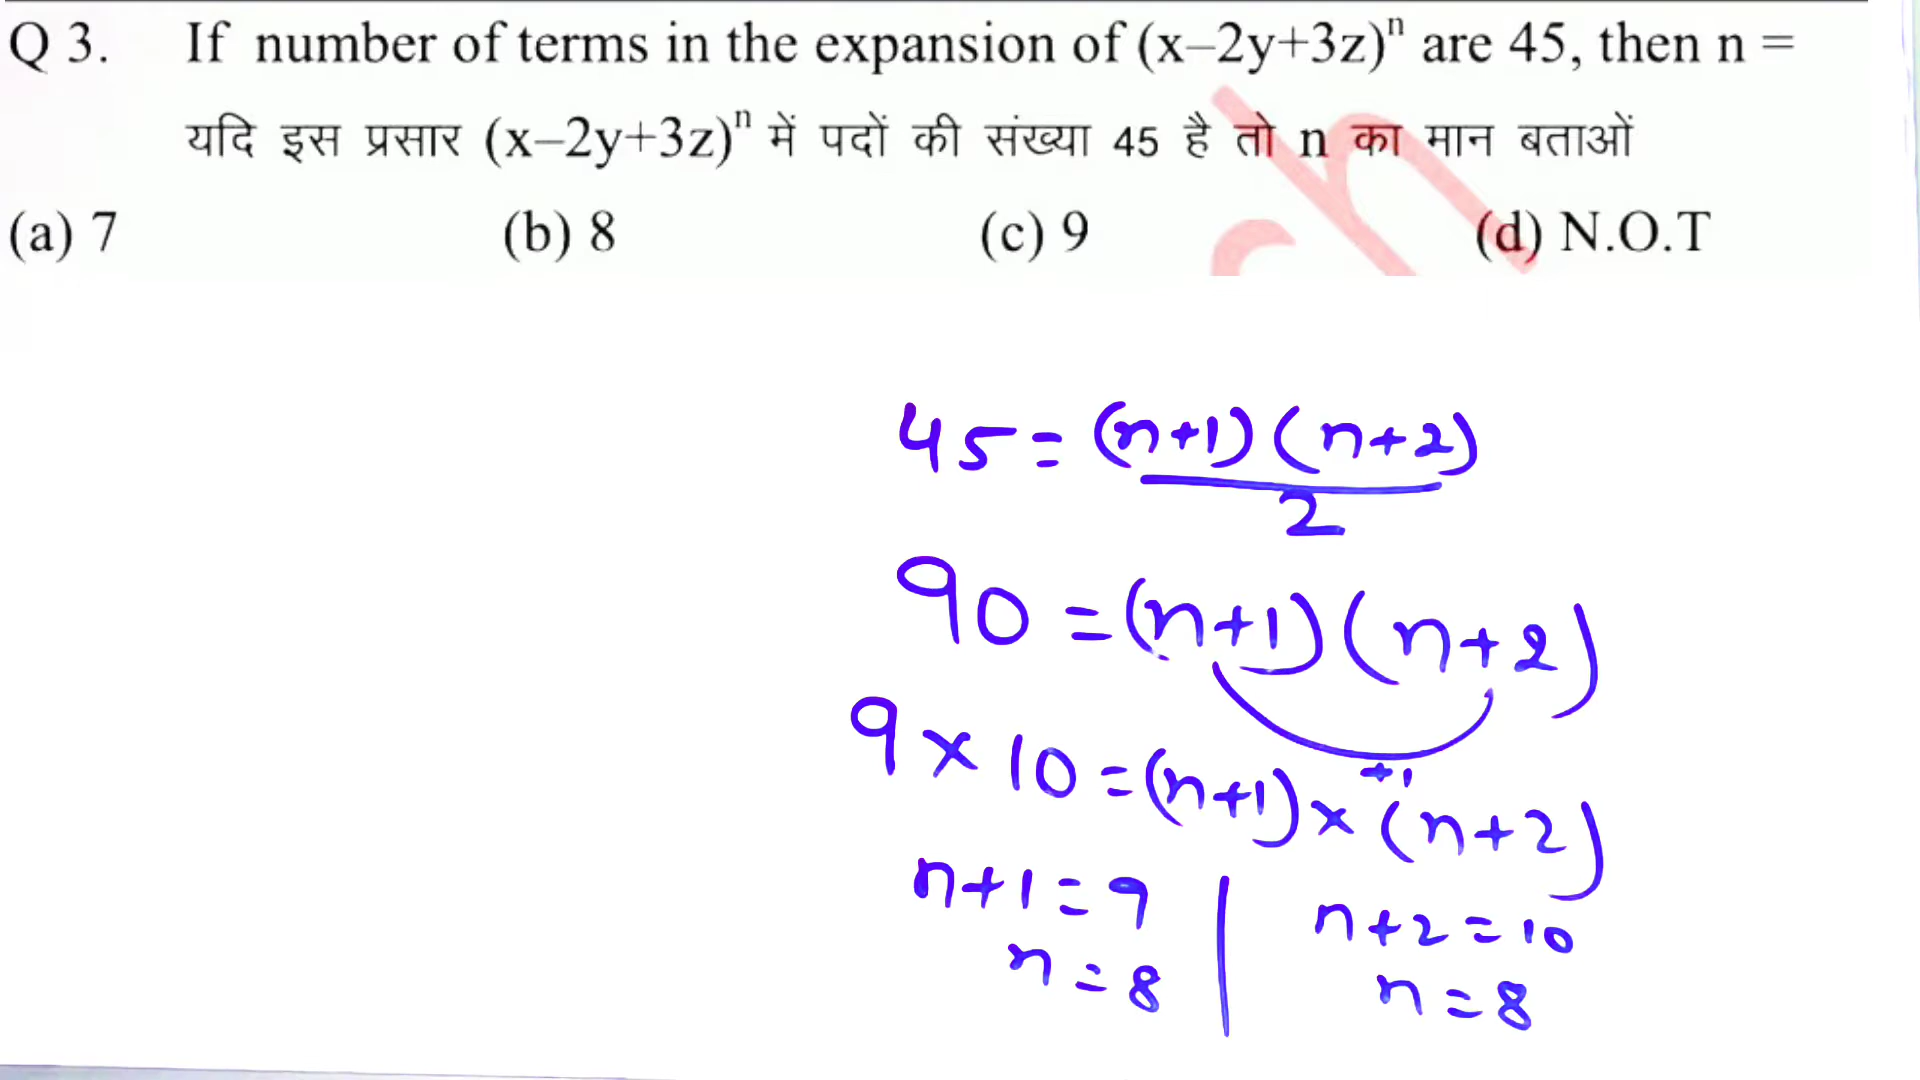 Q 3. If number of terms in the expansion of (x–2y+3z)ⁿ are 45, then n =
यदि इस प्रसार (x–2y+3z)ⁿ में पदों की संख्या 45 है तो n का मान बताओं
(a) 7 (b) 8 (c) 9 (d) N.O.T
45 = (n+1)(n+2)
2
90 = (n+1)(n+2)
+1
9 × 10 = (n+1) × (n+2)
n+1 = 9 n+2 = 10
n = 8 n = 8